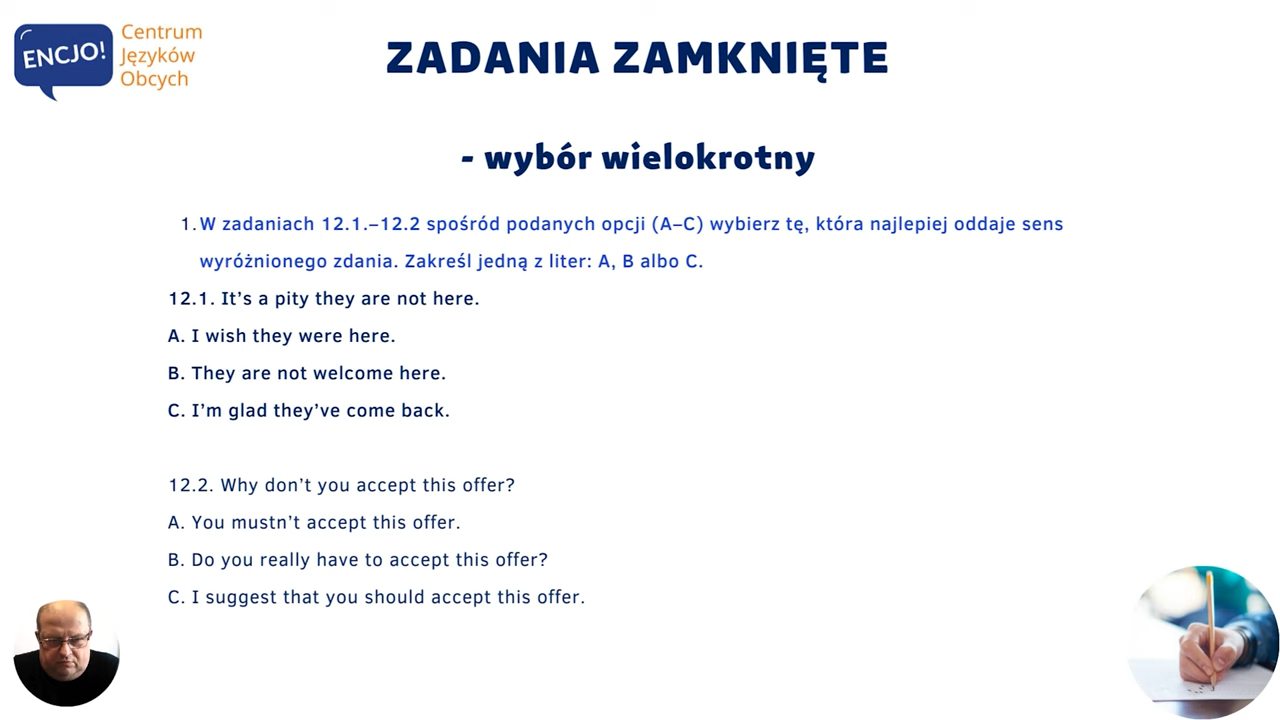 ENCJO!
Centrum
Języków
Obcych
ZADANIA ZAMKNIĘTE
- wybór wielokrotny
1. W zadaniach 12.1.–12.2 spośród podanych opcji (A–C) wybierz tę, która najlepiej oddaje sens
wyróżnionego zdania. Zakreśl jedną z liter: A, B albo C.
12.1. It’s a pity they are not here.
A. I wish they were here.
B. They are not welcome here.
C. I’m glad they’ve come back.
12.2. Why don’t you accept this offer?
A. You mustn’t accept this offer.
B. Do you really have to accept this offer?
C. I suggest that you should accept this offer.